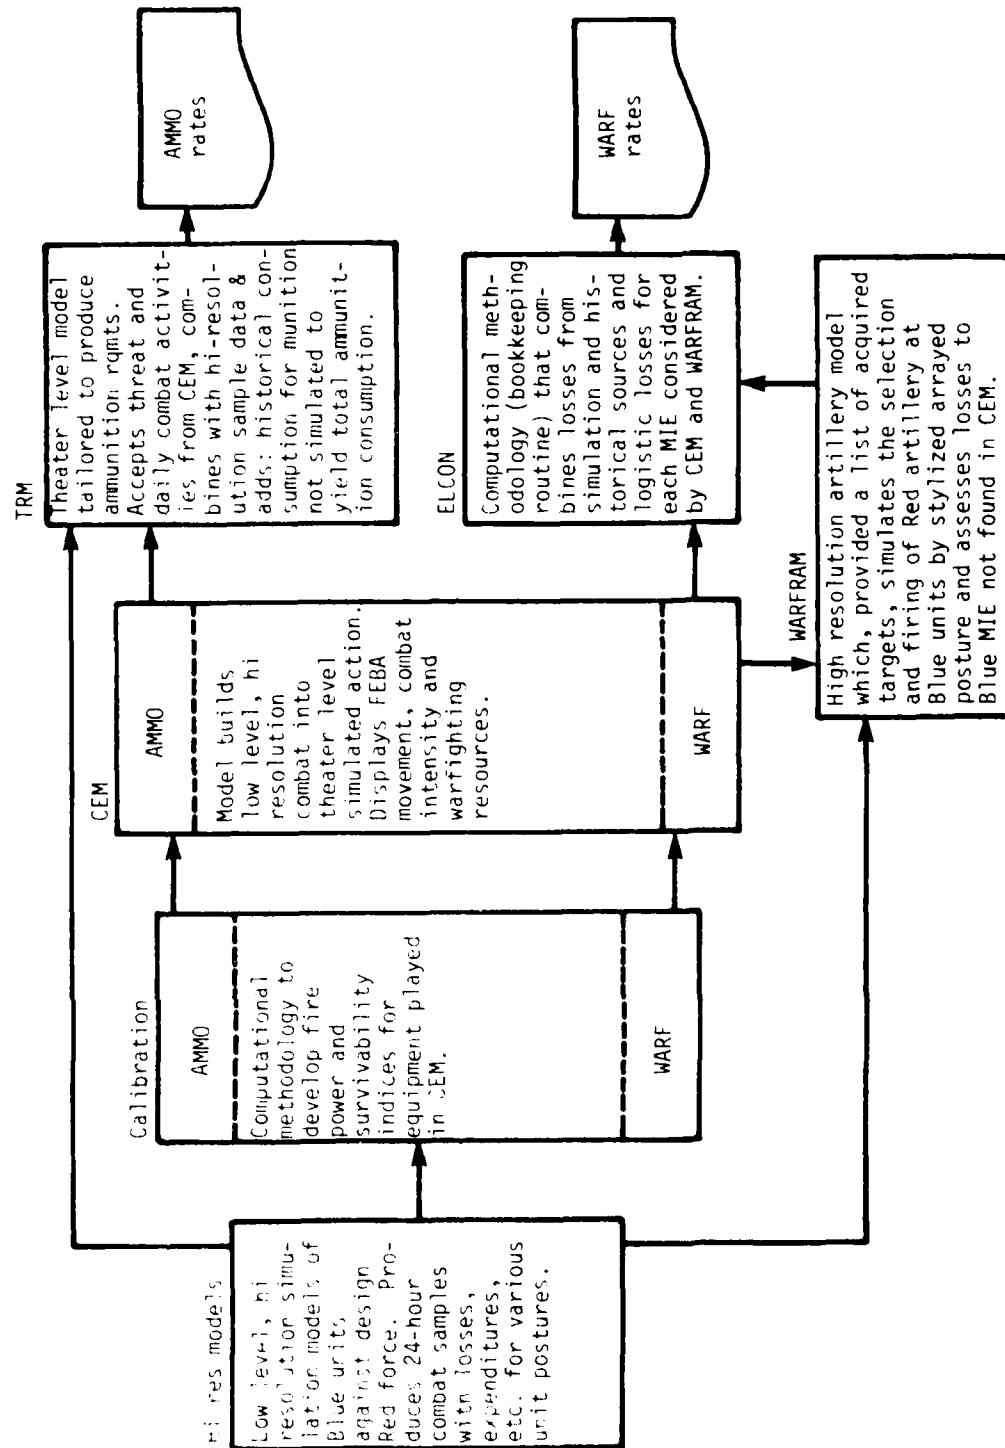 Hi res models
Low level, hi
resolution simu-
lation models of
Blue units
against design
Red force. Pro-
duces 24-hour
combat samples
with losses,
expenditures,
etc. for various
unit postures.
Calibration
AMMO
Computational
methodology to
develop fire
power and
survivability
indices for
equipment played
in CEM.
WARF
CEM
AMMO
Model builds
low level, hi
resolution
combat into
theater level
simulated action.
Displays FEBA
movement, combat
intensity and
warfighting
resources.
WARF
TRM
Theater level model
tailored to produce
ammunition rqmts.
Accepts threat and
daily combat activit-
ies from CEM, com-
bines with hi-resol-
ution sample data &
adds: historical con-
sumption for munition
not simulated to
yield total ammunit-
ion consumption.
AMMO
rates
ELCON
Computational meth-
odology (bookkeeping
routine) that com-
bines losses from
simulation and his-
torical sources and
logistic losses for
each MIE considered
by CEM and WARFRAM.
WARF
rates
WARFRAM
High resolution artillery model
which, provided a list of acquired
targets, simulates the selection
and firing of Red artillery at
Blue units by stylized arrayed
posture and assesses losses to
Blue MIE not found in CEM.